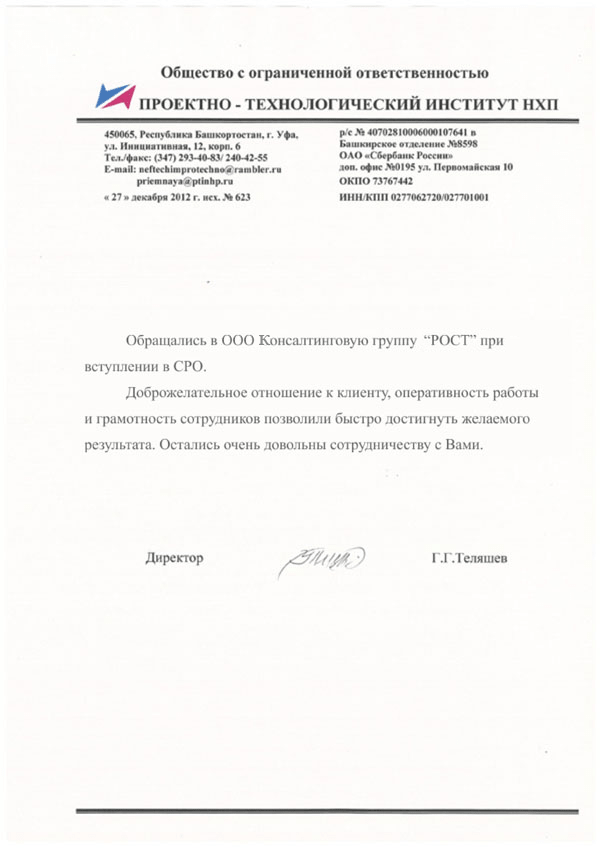 Общество с ограниченной ответственностью
ПРОЕКТНО - ТЕХНОЛОГИЧЕСКИЙ ИНСТИТУТ НХП
450065, Республика Башкортостан, г. Уфа,
ул. Инициативная, 12, корп. 6
Тел./факс: (347) 293-40-83/ 240-42-55
E-mail: neftechimprotechno@rambler.ru
priemnaya@ptinhp.ru
« 27 » декабря 2012 г. исх. № 623
р/с № 40702810006000107641 в
Башкирское отделение №8598
ОАО «Сбербанк России»
доп. офис №0195 ул. Первомайская 10
ОКПО 73767442
ИНН/КПП 0277062720/027701001
Обращались в ООО Консалтинговую группу “РОСТ” при
вступлении в СРО.
Доброжелательное отношение к клиенту, оперативность работы
и грамотность сотрудников позволили быстро достигнуть желаемого
результата. Остались очень довольны сотрудничеству с Вами.
Директор Г.Г.Теляшев